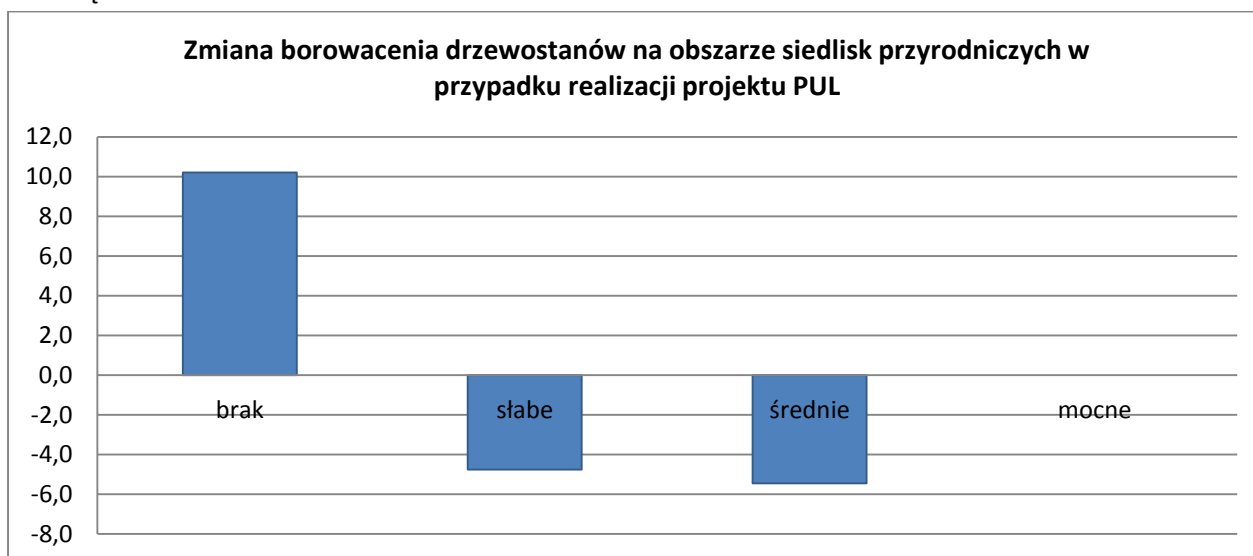 Zmiana borowacenia drzewostanów na obszarze siedlisk przyrodniczych w
przypadku realizacji projektu PUL
12,0
10,0
8,0
6,0
4,0
2,0
0,0
-2,0
-4,0
-6,0
-8,0
brak
słabe
średnie
mocne